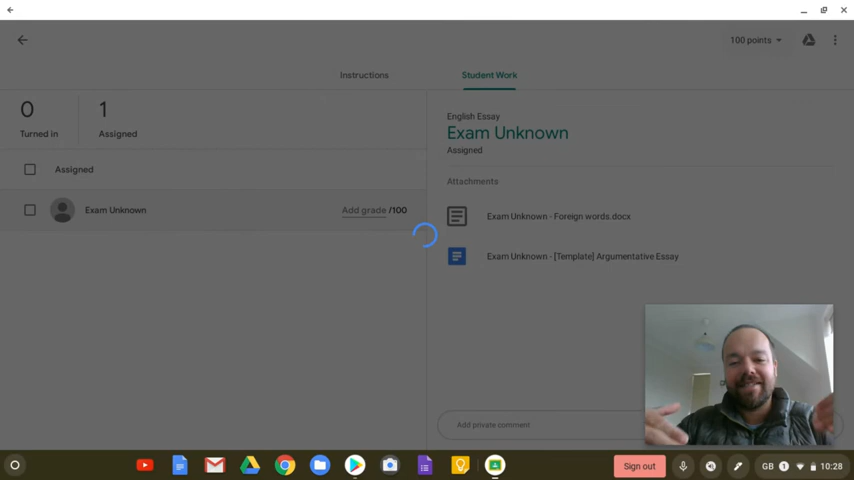 100 points
Instructions
Student Work
0
1
Turned in
Assigned
Assigned
Exam Unknown
Add grade /100
English Essay
Exam Unknown
Assigned
Attachments
Exam Unknown - Foreign words.docx
Exam Unknown - [Template] Argumentative Essay
Add private comment
Sign out
GB
1
10:28